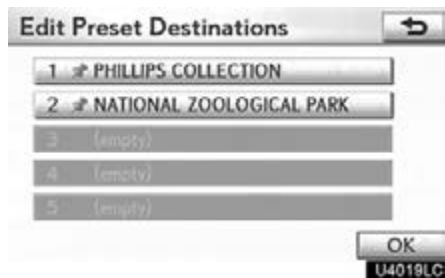 Edit Preset Destinations
1 PHILLIPS COLLECTION
2 NATIONAL ZOOLOGICAL PARK
3 (empty)
4 (empty)
5 (empty)
OK
U4019LC